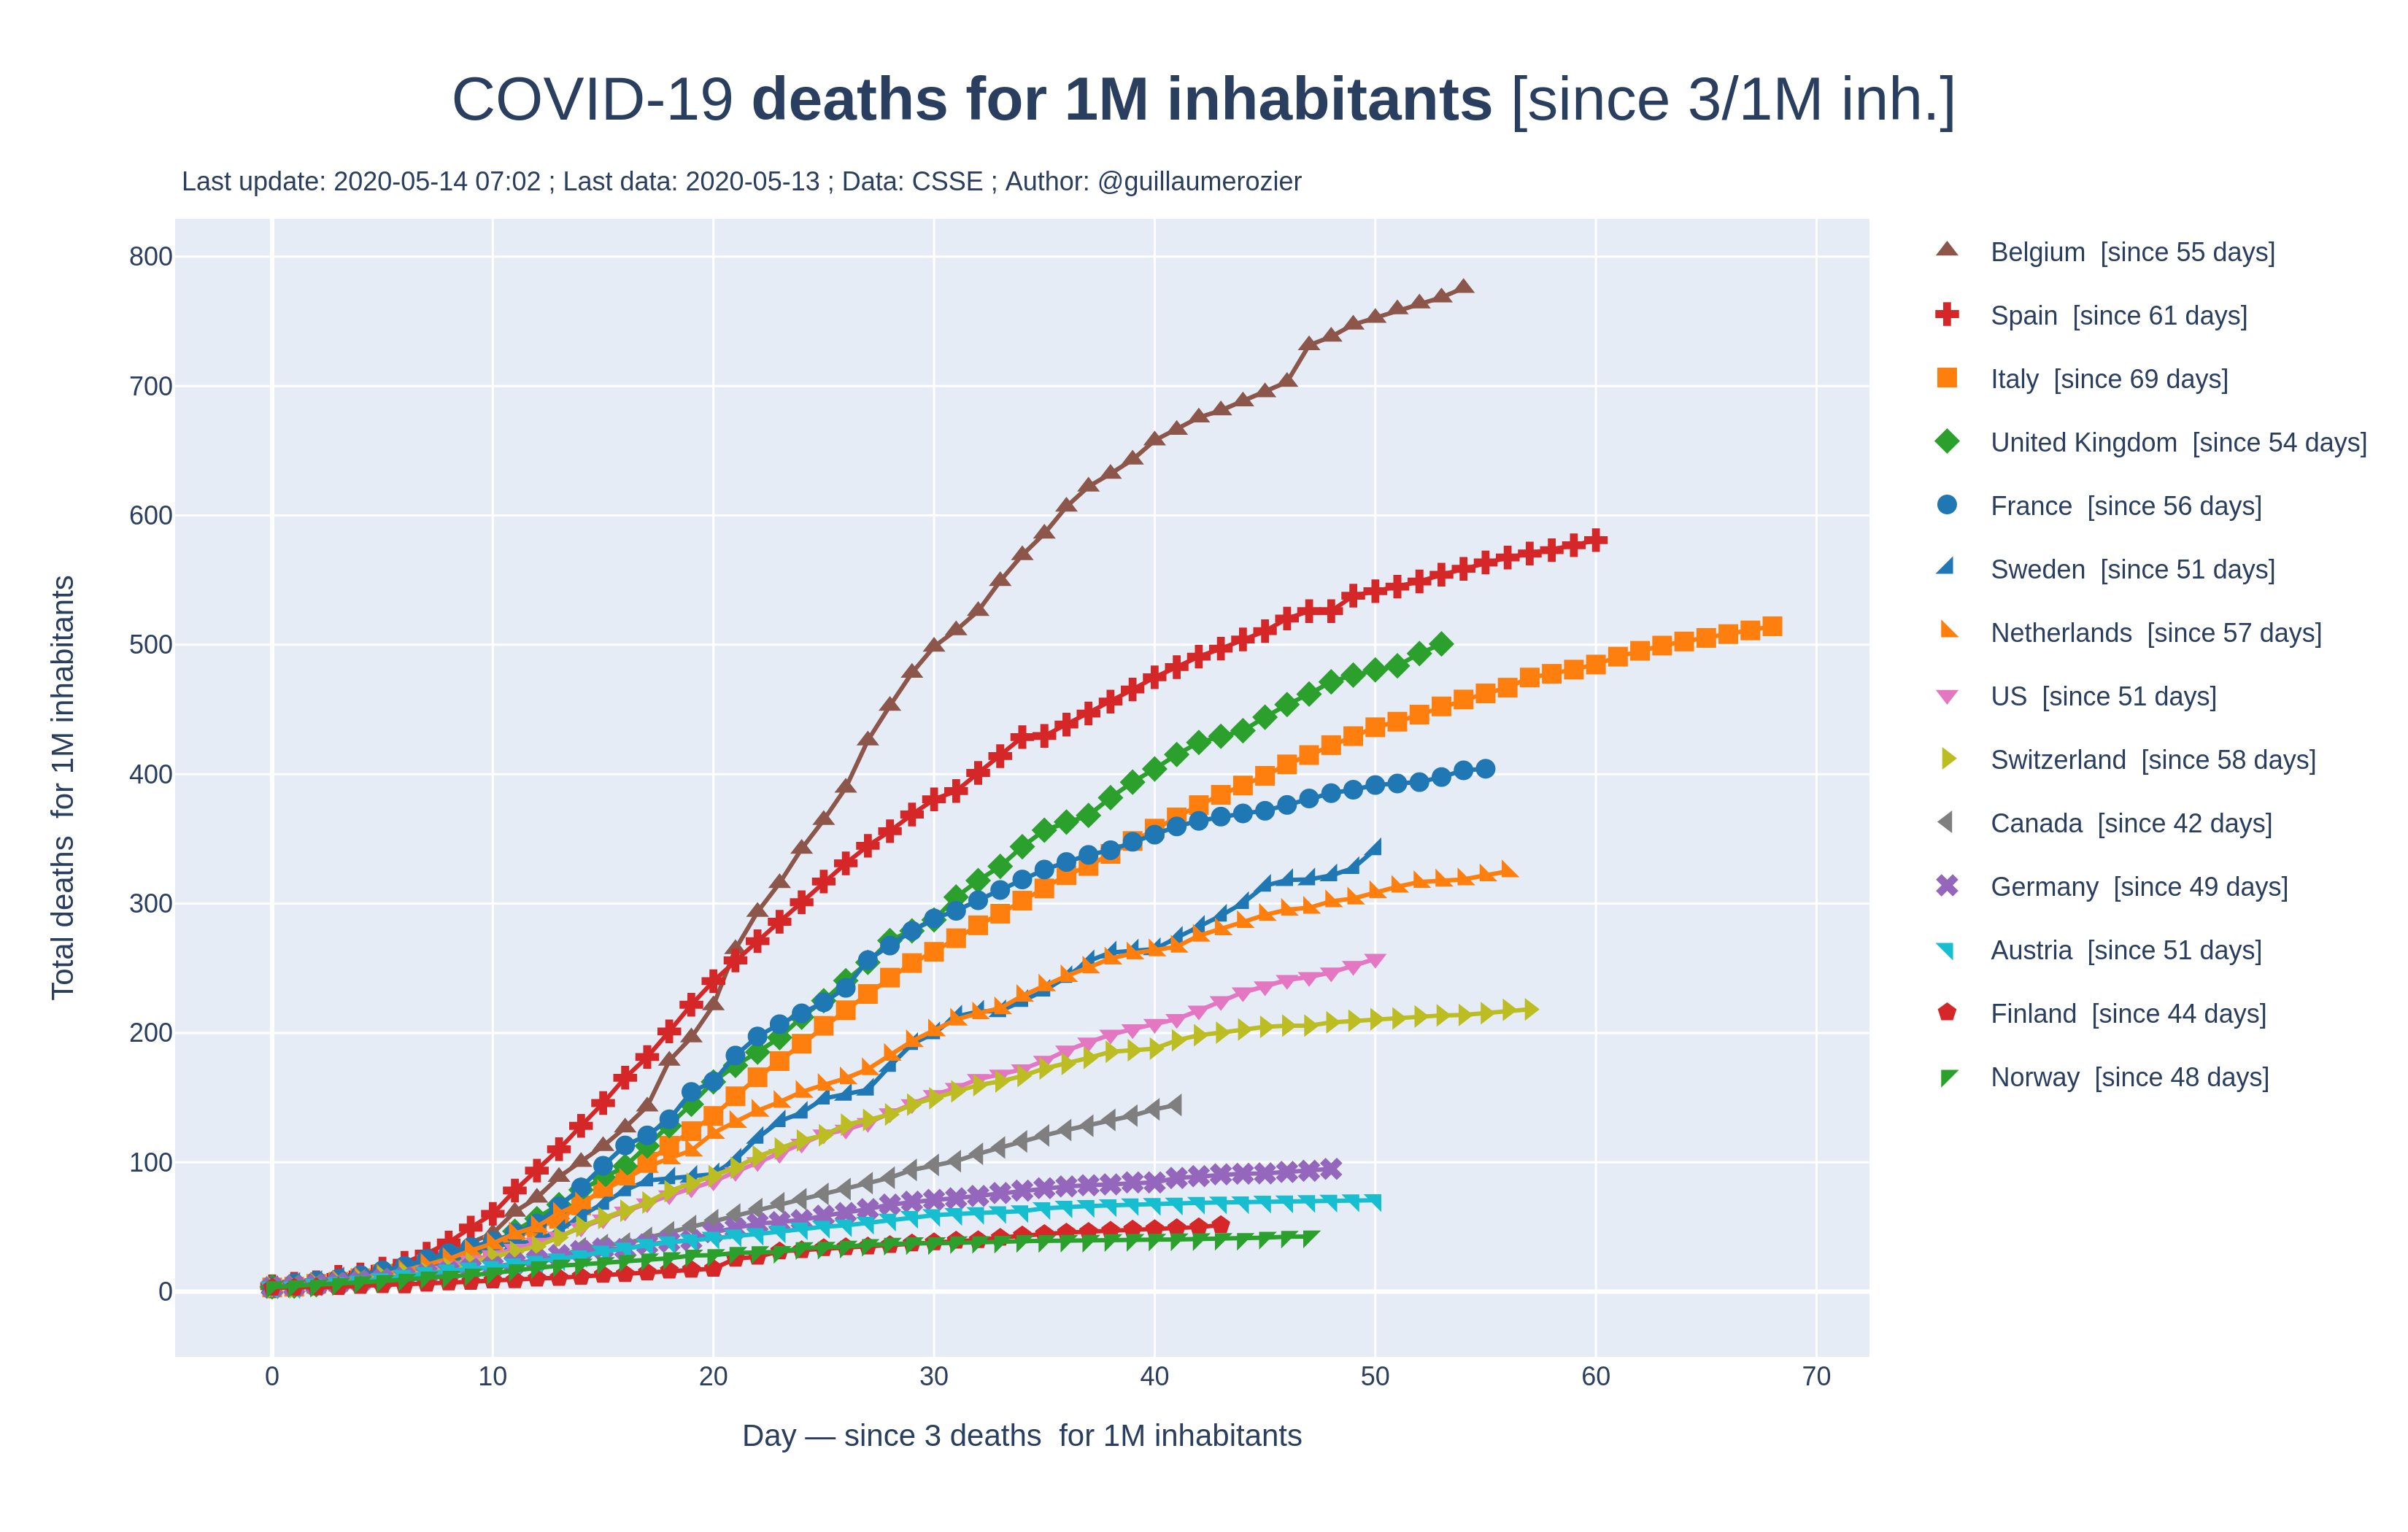 COVID-19 deaths for 1M inhabitants [since 3/1M inh.]
Last update: 2020-05-14 07:02 ; Last data: 2020-05-13 ; Data: CSSE ; Author: @guillaumerozier
Total deaths  for 1M inhabitants
800
700
600
500
400
300
200
100
0
0 10 20 30 40 50 60 70
Day — since 3 deaths  for 1M inhabitants
Belgium  [since 55 days]
Spain  [since 61 days]
Italy  [since 69 days]
United Kingdom  [since 54 days]
France  [since 56 days]
Sweden  [since 51 days]
Netherlands  [since 57 days]
US  [since 51 days]
Switzerland  [since 58 days]
Canada  [since 42 days]
Germany  [since 49 days]
Austria  [since 51 days]
Finland  [since 44 days]
Norway  [since 48 days]